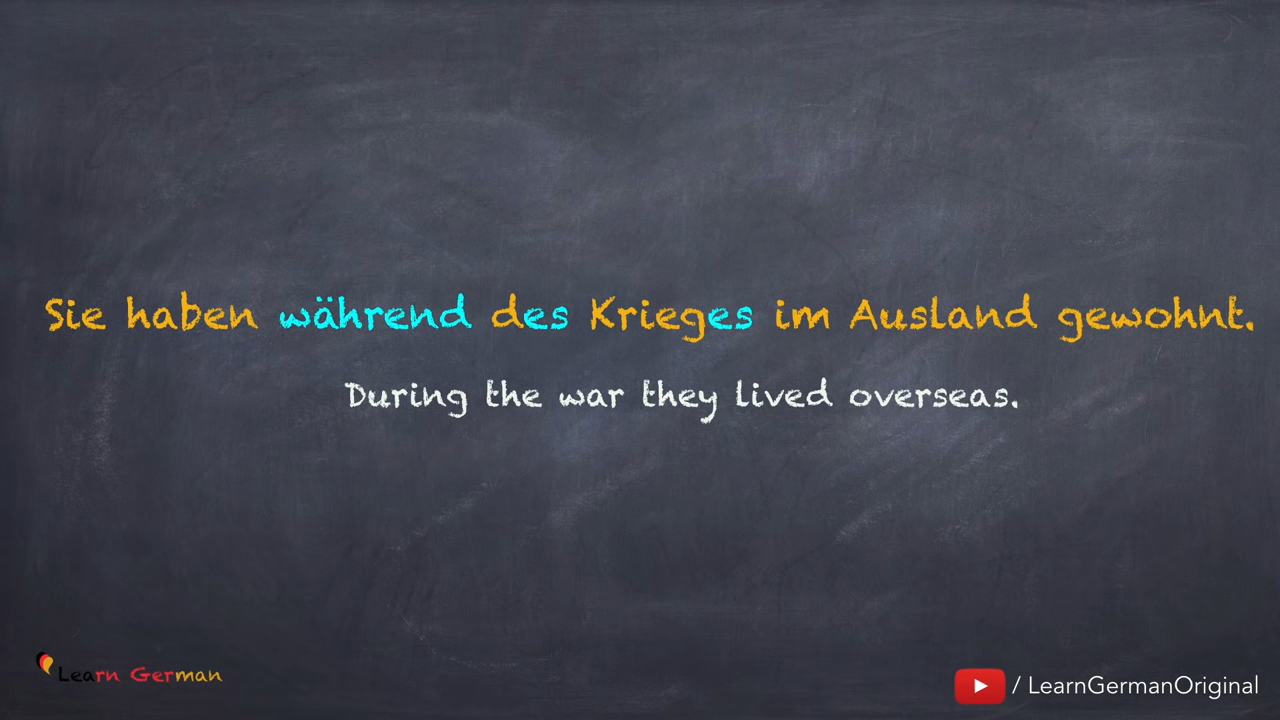 Sie haben während des Krieges im Ausland gewohnt.
During the war they lived overseas.
Learn German
/ LearnGermanOriginal